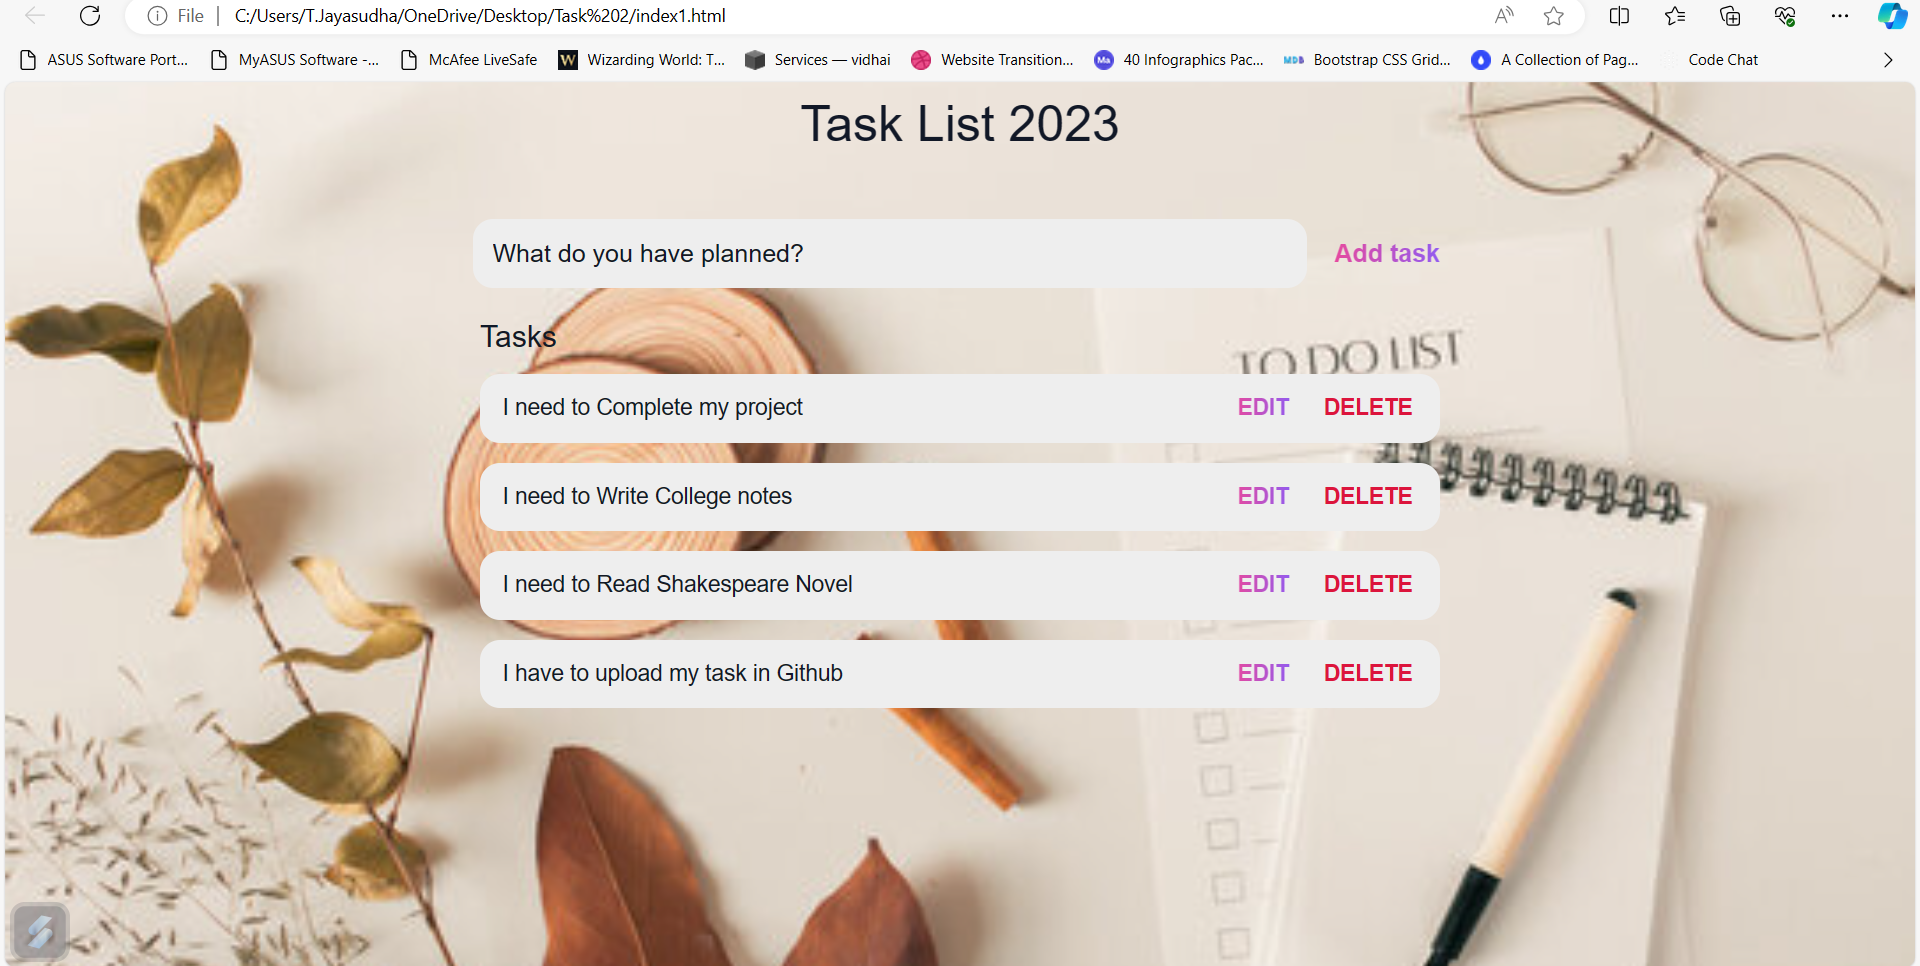 File C:/Users/T.Jayasudha/OneDrive/Desktop/Task%202/index1.html
ASUS Software Port... MyASUS Software -... McAfee LiveSafe Wizarding World: T... Services — vidhai Website Transition... Ma 40 Infographics Pac... MDB Bootstrap CSS Grid... A Collection of Pag... Code Chat
Task List 2023
What do you have planned? Add task
Tasks
TO DO LIST
I need to Complete my project EDIT DELETE
I need to Write College notes EDIT DELETE
I need to Read Shakespeare Novel EDIT DELETE
I have to upload my task in Github EDIT DELETE